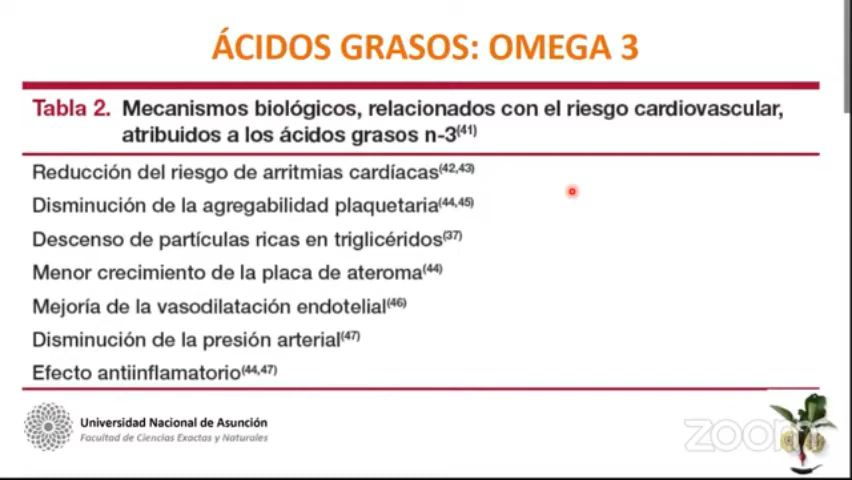 ÁCIDOS GRASOS: OMEGA 3
Tabla 2. Mecanismos biológicos, relacionados con el riesgo cardiovascular,
atribuidos a los ácidos grasos n-3(41)
Reducción del riesgo de arritmias cardíacas(42,43)
Disminución de la agregabilidad plaquetaria(44,45)
Descenso de partículas ricas en triglicéridos(37)
Menor crecimiento de la placa de ateroma(44)
Mejoría de la vasodilatación endotelial(46)
Disminución de la presión arterial(47)
Efecto antiinflamatorio(44,47)
Universidad Nacional de Asunción
Facultad de Ciencias Exactas y Naturales
zoom